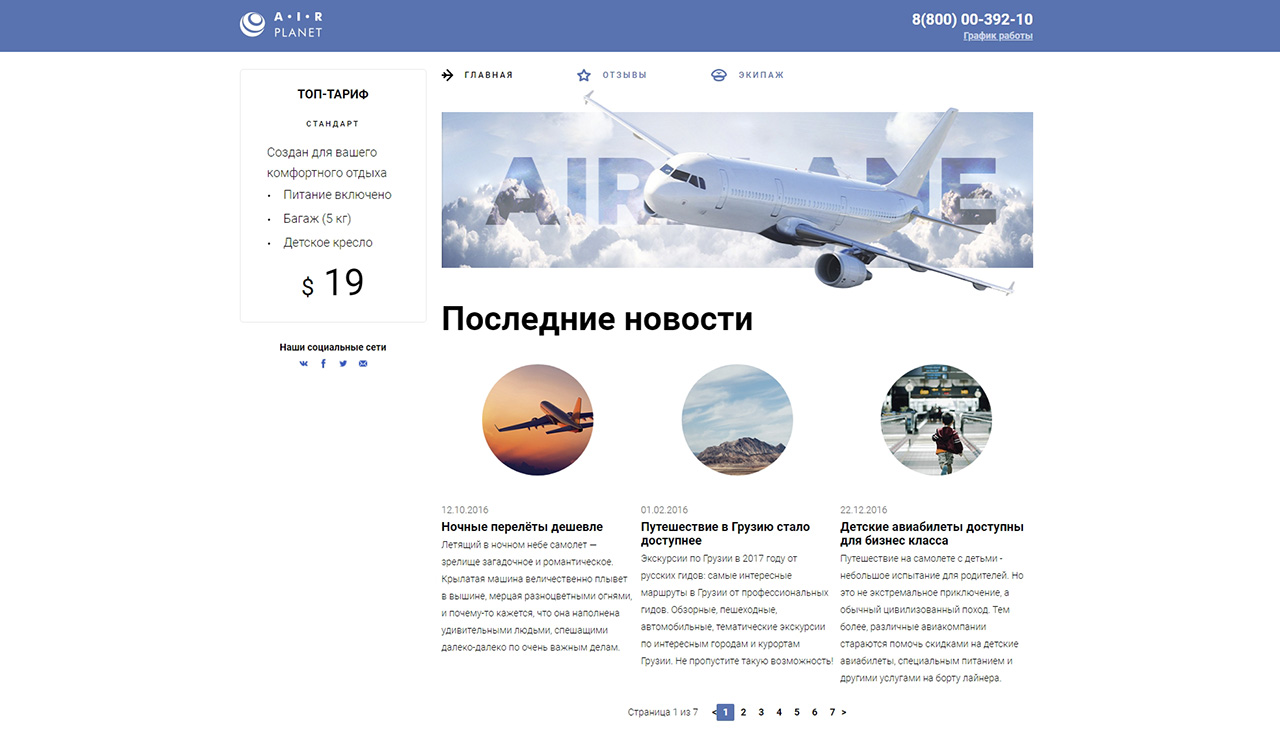 A·I·R
PLANET
8(800) 00-392-10
График работы
ГЛАВНАЯ
ОТЗЫВЫ
ЭКИПАЖ
ТОП-ТАРИФ
СТАНДАРТ
Создан для вашего
комфортного отдыха
• Питание включено
• Багаж (5 кг)
• Детское кресло
$ 19
Наши социальные сети
AIRPLANE
Последние новости
12.10.2016
Ночные перелёты дешевле
Летящий в ночном небе самолет —
зрелище загадочное и романтическое.
Крылатая машина величественно плывет
в вышине, мерцая разноцветными огнями,
и почему-то кажется, что она наполнена
удивительными людьми, спешащими
далеко-далеко по очень важным делам.
01.02.2016
Путешествие в Грузию стало
доступнее
Экскурсии по Грузии в 2017 году от
русских гидов: самые интересные
маршруты в Грузии от профессиональных
гидов. Обзорные, пешеходные,
автомобильные, тематические экскурсии
по интересным городам и курортам
Грузии. Не пропустите такую возможность!
22.12.2016
Детские авиабилеты доступны
для бизнес класса
Путешествие на самолете с детьми -
небольшое испытание для родителей. Но
это не экстремальное приключение, а
обычный цивилизованный поход. Тем
более, различные авиакомпании
стараются помочь скидками на детские
авиабилеты, специальным питанием и
другими услугами на борту лайнера.
Страница 1 из 7 < 1 2 3 4 5 6 7 >